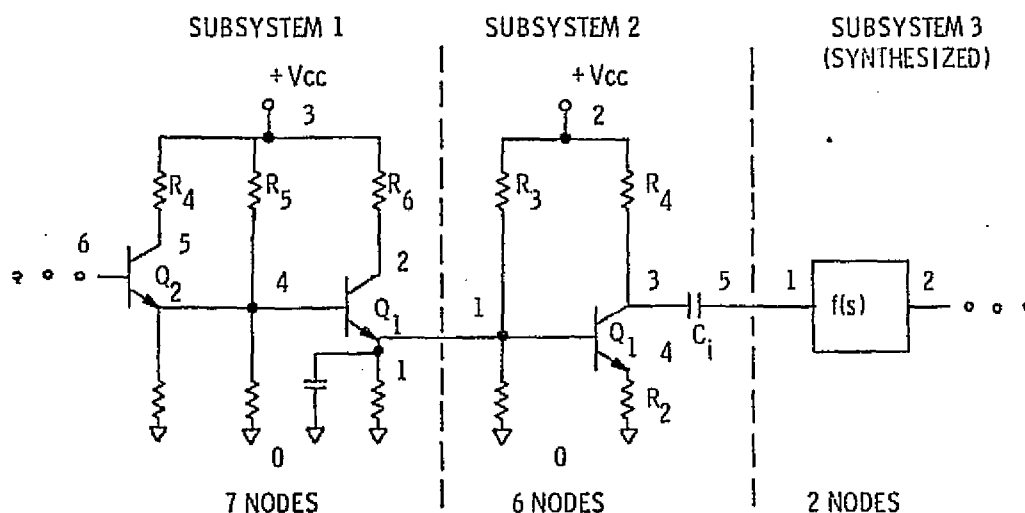 SUBSYSTEM 1
SUBSYSTEM 2
SUBSYSTEM 3
(SYNTHESIZED)
+ Vcc
3
+ Vcc
2
R4
R5
R6
R3
R4
6
5
Q2
4
2
Q1
1
1
3
5
Ci
Q1
4
R2
1
f(s)
2
0
0
7 NODES
6 NODES
2 NODES